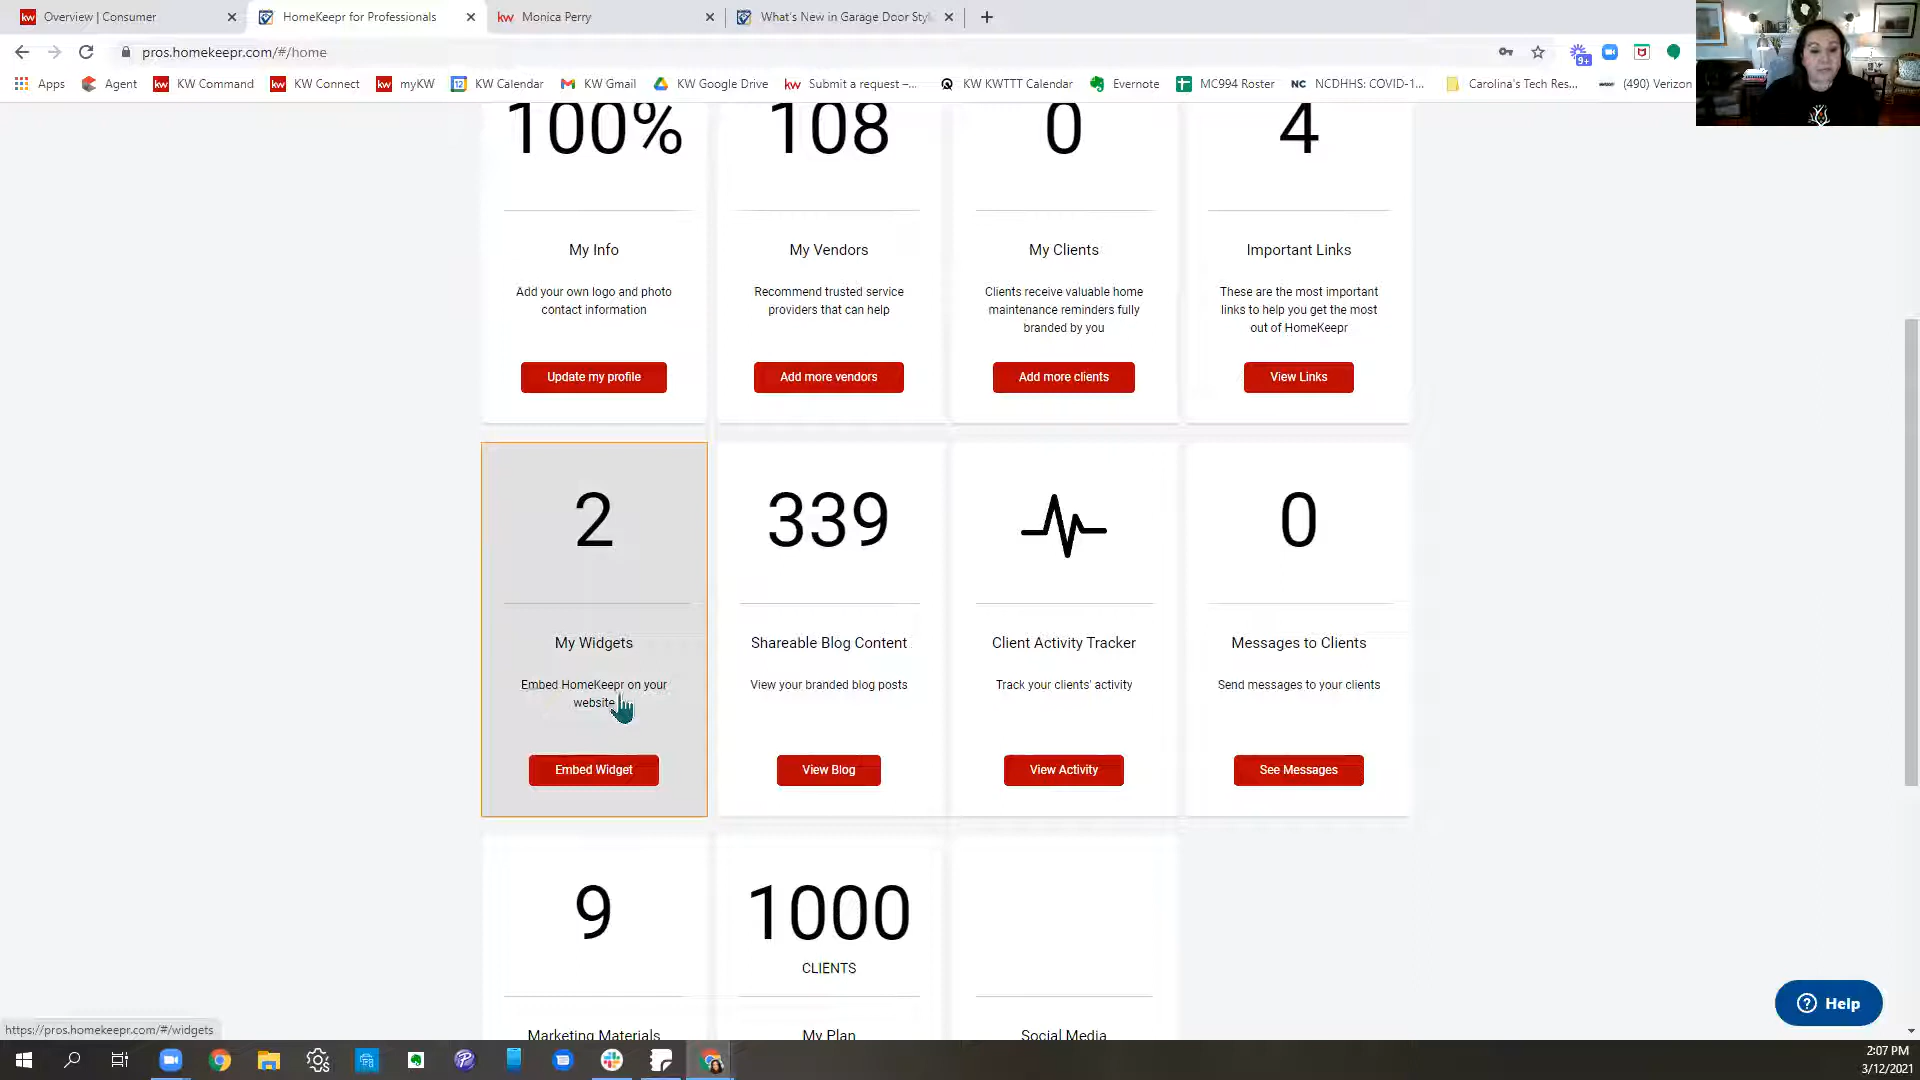 Overview | Consumer
HomeKeepr for Professionals
kw Monica Perry
What's New in Garage Door Styl
pros.homekeepr.com/#/home
9+
Apps
Agent
kw KW Command
kw KW Connect
kw myKW
12 KW Calendar
KW Gmail
KW Google Drive
kw Submit a request –...
KW KWTTT Calendar
Evernote
MC994 Roster
NC NCDHHS: COVID-1...
Carolina's Tech Res...
(490) Verizon
100%
108
0
4
My Info
My Vendors
My Clients
Important Links
Add your own logo and photo
contact information
Recommend trusted service
providers that can help
Clients receive valuable home
maintenance reminders fully
branded by you
These are the most important
links to help you get the most
out of HomeKeepr
Update my profile
Add more vendors
Add more clients
View Links
2
339
0
My Widgets
Shareable Blog Content
Client Activity Tracker
Messages to Clients
Embed HomeKeepr on your
website
View your branded blog posts
Track your clients' activity
Send messages to your clients
Embed Widget
View Blog
View Activity
See Messages
9
1000
CLIENTS
Marketing Materials
My Plan
Social Media
Help
https://pros.homekeepr.com/#/widgets
2:07 PM
3/12/2021